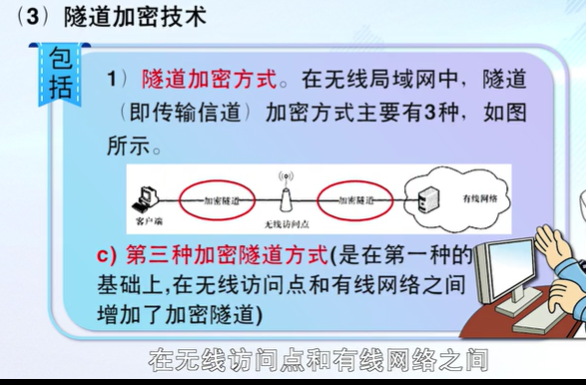 （3）隧道加密技术
包括
1）隧道加密方式。在无线局域网中，隧道
（即传输信道）加密方式主要有3种，如图
所示。
加密隧道
加密隧道
有线网络
客户端
无线访问点
c) 第三种加密隧道方式(是在第一种的
基础上,在无线访问点和有线网络之间
增加了加密隧道)
在无线访问点和有线网络之间